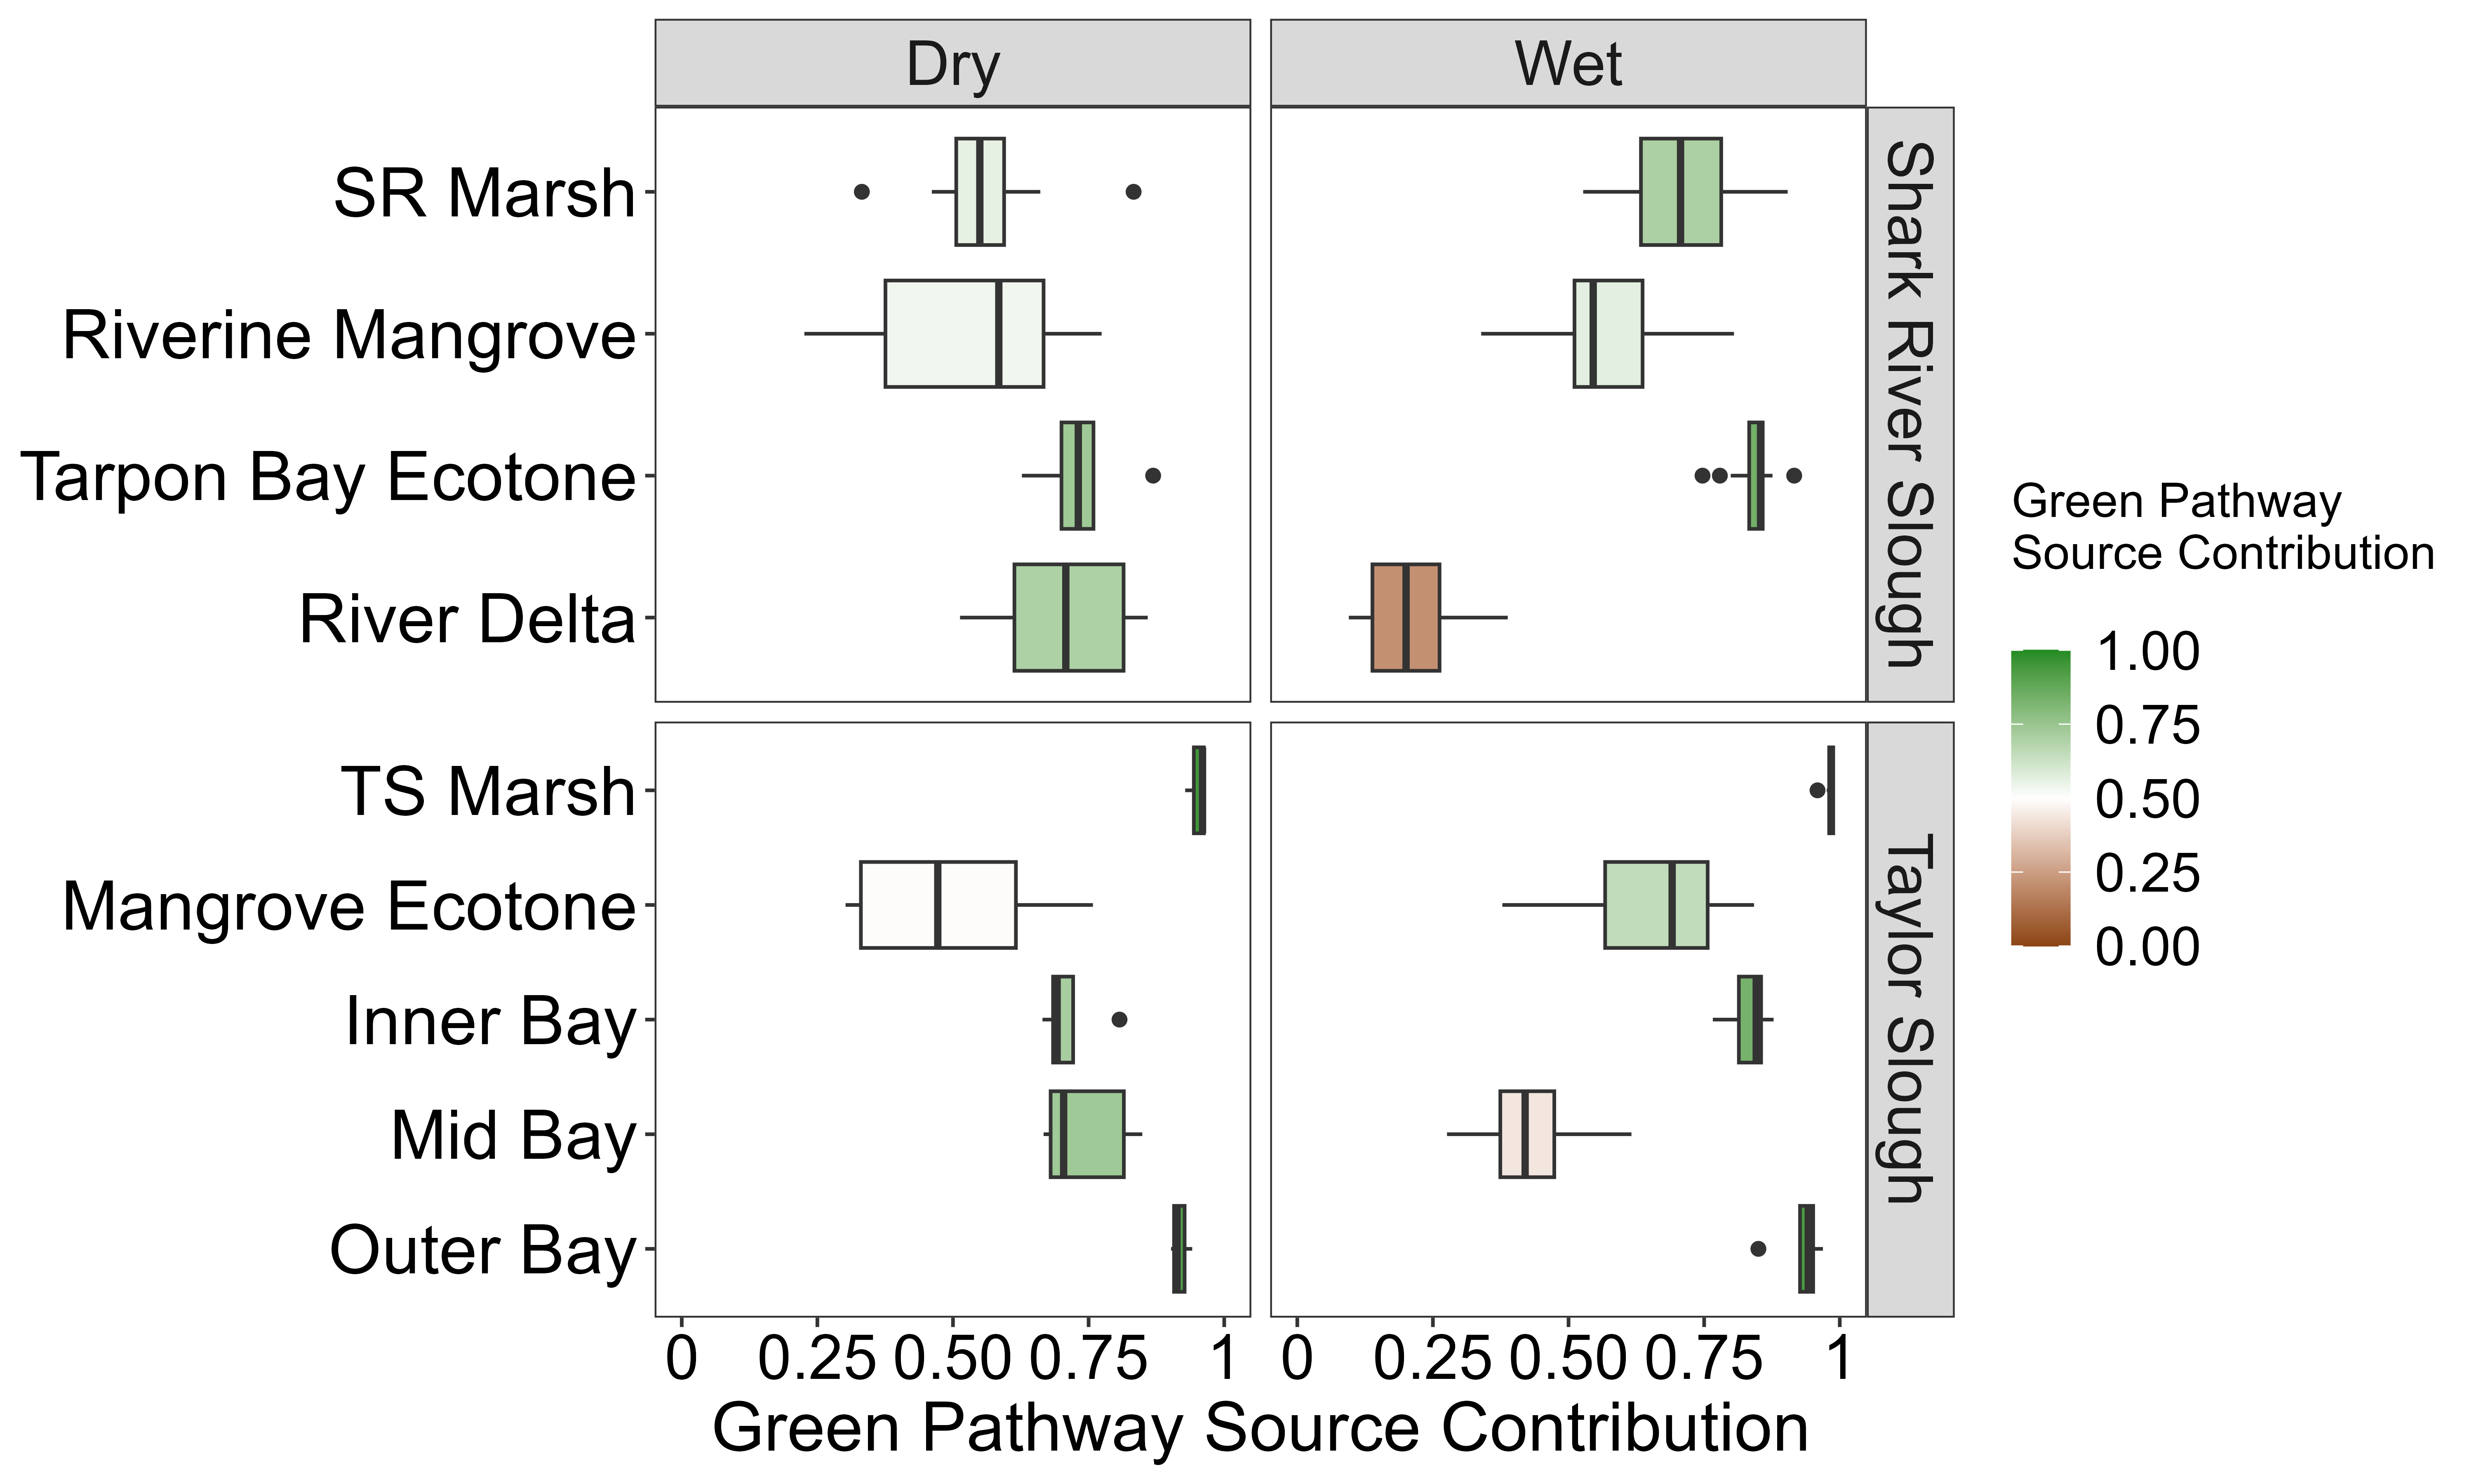 Dry
Wet
Shark River Slough
SR Marsh
Riverine Mangrove
Tarpon Bay Ecotone
River Delta
Taylor Slough
TS Marsh
Mangrove Ecotone
Inner Bay
Mid Bay
Outer Bay
0 0.25 0.50 0.75 1
0 0.25 0.50 0.75 1
Green Pathway Source Contribution
Green Pathway
Source Contribution
1.00
0.75
0.50
0.25
0.00